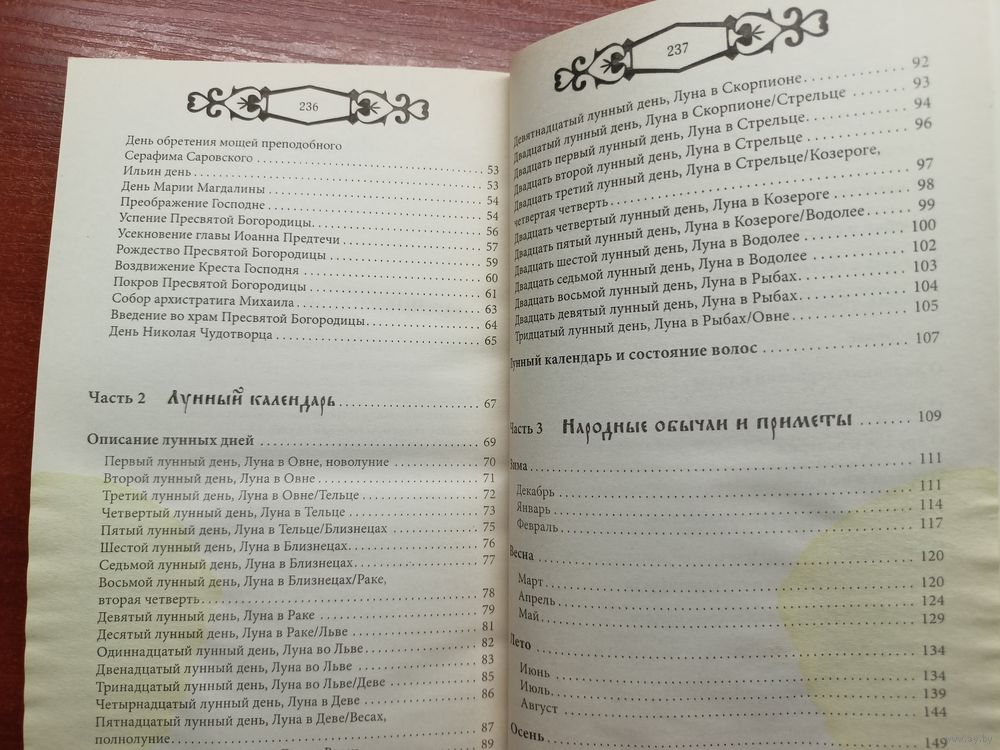 236
День обретения мощей преподобного
Серафима Саровского 53
Ильин день 53
День Марии Магдалины 54
Преображение Господне 54
Успение Пресвятой Богородицы 56
Усекновение главы Иоанна Предтечи 57
Рождество Пресвятой Богородицы 59
Воздвижение Креста Господня 60
Покров Пресвятой Богородицы 61
Собор архистратига Михаила 63
Введение во храм Пресвятой Богородицы 64
День Николая Чудотворца 65
Часть 2 Лунный календарь 67
Описание лунных дней 69
Первый лунный день, Луна в Овне, новолуние 70
Второй лунный день, Луна в Овне 71
Третий лунный день, Луна в Овне/Тельце 72
Четвертый лунный день, Луна в Тельце 73
Пятый лунный день, Луна в Тельце/Близнецах 75
Шестой лунный день, Луна в Близнецах 76
Седьмой лунный день, Луна в Близнецах 77
Восьмой лунный день, Луна в Близнецах/Раке,
вторая четверть 78
Девятый лунный день, Луна в Раке 79
Десятый лунный день, Луна в Раке/Льве 81
Одиннадцатый лунный день, Луна во Льве 82
Двенадцатый лунный день, Луна во Льве 83
Тринадцатый лунный день, Луна во Льве/Деве 85
Четырнадцатый лунный день, Луна в Деве 86
Пятнадцатый лунный день, Луна в Деве/Весах,
полнолуние 87
89
237
Девятнадцатый лунный день, Луна в Скорпионе 92
Двадцатый лунный день, Луна в Скорпионе/Стрельце 93
Двадцать первый лунный день, Луна в Стрельце 94
Двадцать второй лунный день, Луна в Стрельце 96
Двадцать третий лунный день, Луна в Стрельце/Козероге,
четвертая четверть 97
Двадцать четвертый лунный день, Луна в Козероге 98
Двадцать пятый лунный день, Луна в Козероге/Водолее 99
Двадцать шестой лунный день, Луна в Водолее 100
Двадцать седьмой лунный день, Луна в Водолее 102
Двадцать восьмой лунный день, Луна в Рыбах 103
Двадцать девятый лунный день, Луна в Рыбах 104
Тридцатый лунный день, Луна в Рыбах/Овне 105
Лунный календарь и состояние волос 107
Часть 3 Народные обычаи и приметы 109
Зима 111
Декабрь 111
Январь 114
Февраль 117
Весна 120
Март 120
Апрель 124
Май 129
Лето 134
Июнь 134
Июль 139
Август 144
Осень 149